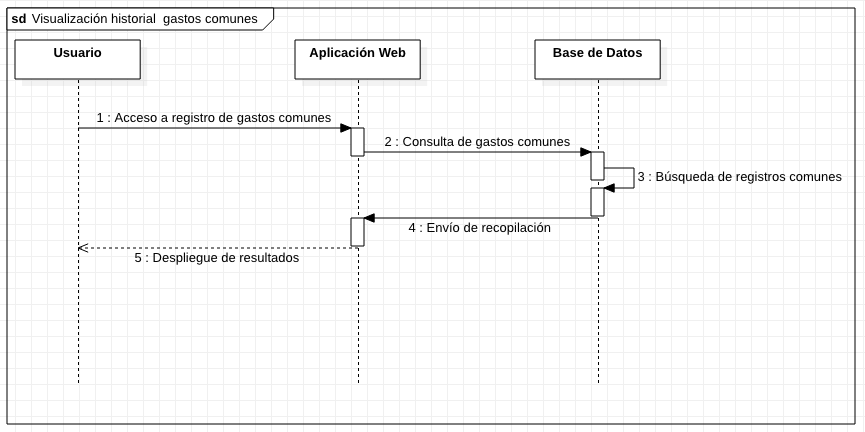 sd Visualización historial gastos comunes
Usuario
Aplicación Web
Base de Datos
1 : Acceso a registro de gastos comunes
2 : Consulta de gastos comunes
3 : Búsqueda de registros comunes
4 : Envío de recopilación
5 : Despliegue de resultados